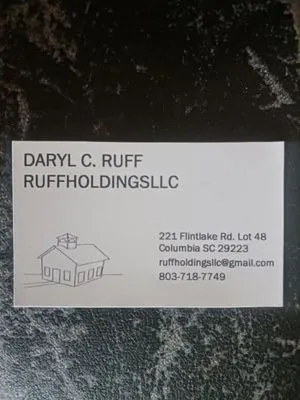 DARYL C. RUFF
RUFFHOLDINGSLLC
221 Flintlake Rd. Lot 48
Columbia SC 29223
ruffholdingsllc@gmail.com
803-718-7749